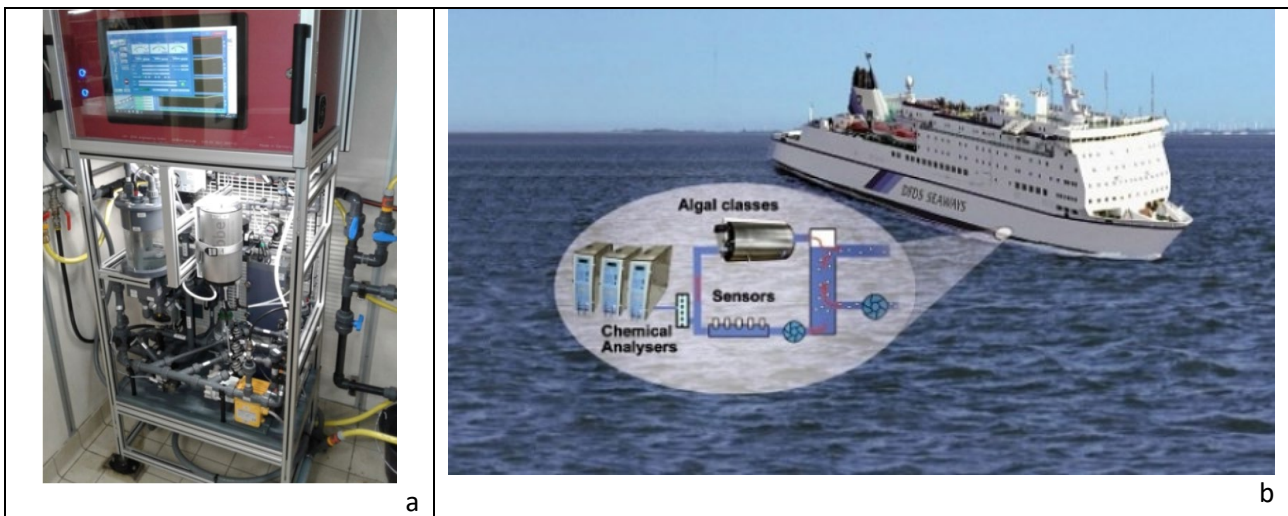 a
DFDS SEAWAYS
Algal classes
Sensors
Chemical
Analysers
b